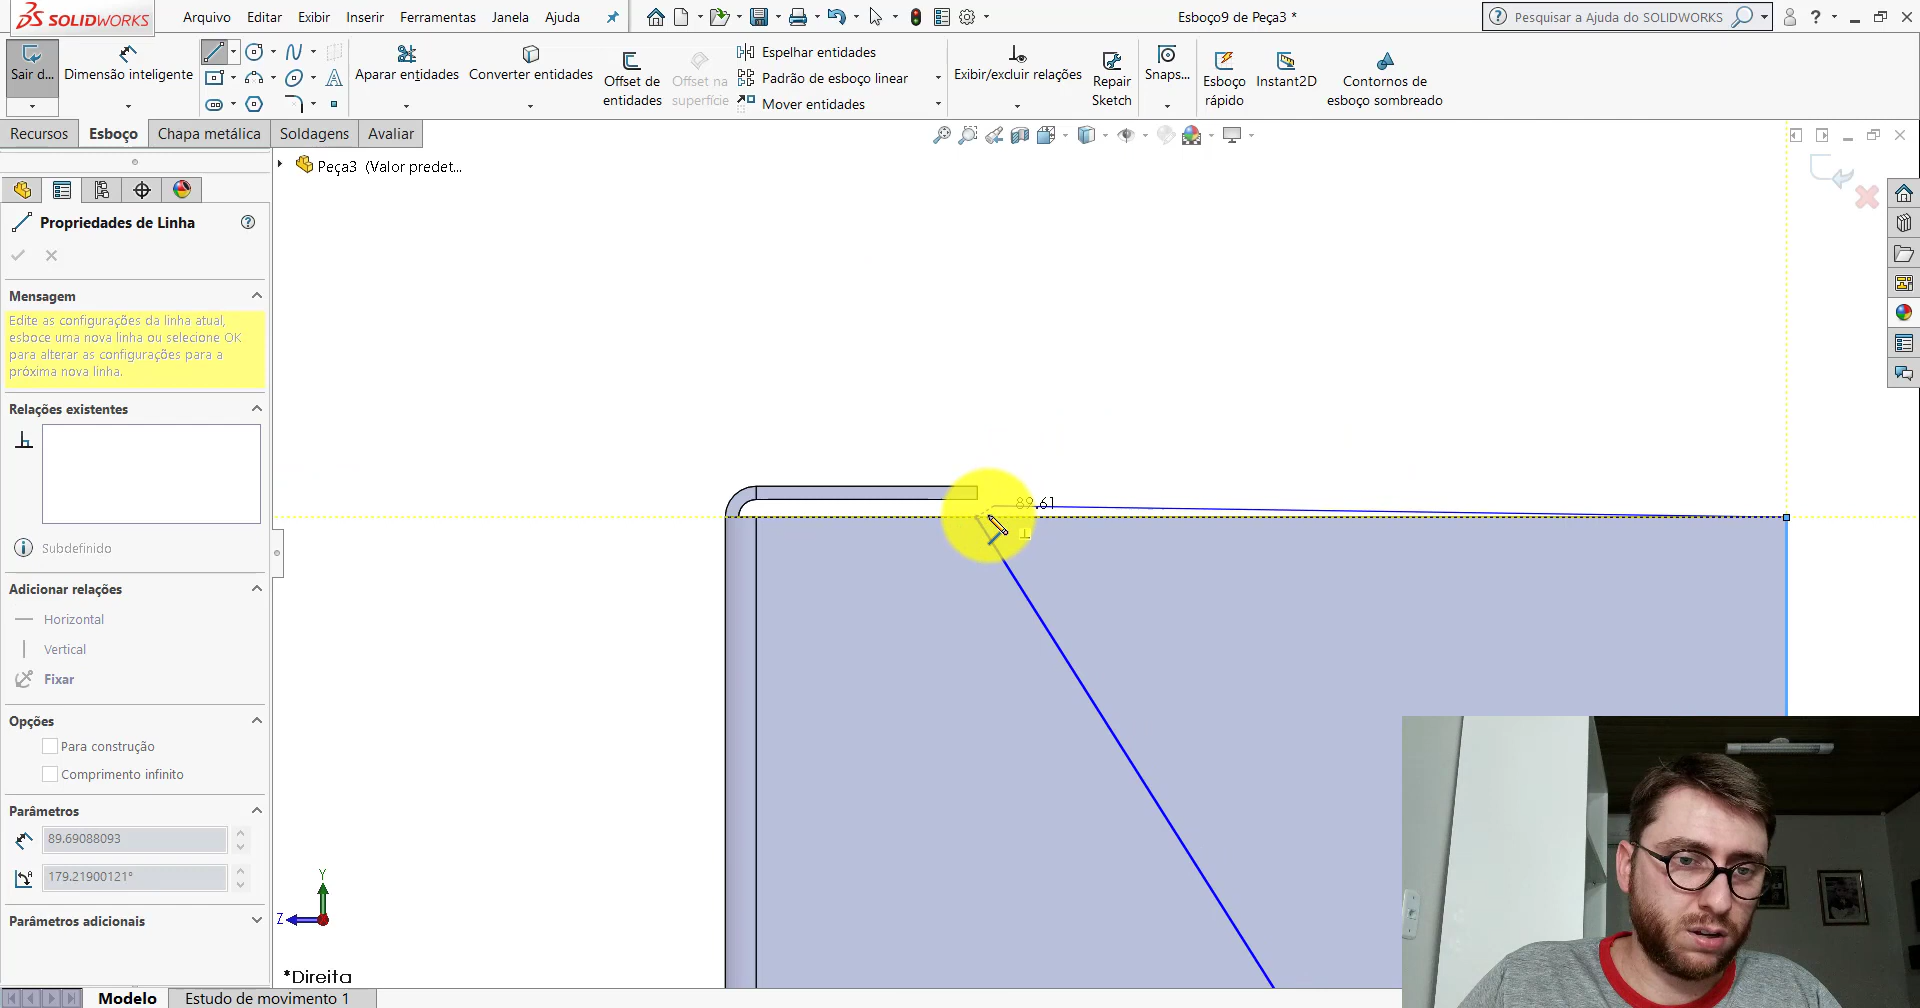 SOLIDWORKS
Arquivo Editar Exibir Inserir Ferramentas Janela Ajuda
Esboço9 de Peça3 *
Pesquisar a Ajuda do SOLIDWORKS
Sair d...
Dimensão inteligente
Aparar entidades
Converter entidades
Offset de entidades
Offset na superfície
Espelhar entidades
Padrão de esboço linear
Mover entidades
Exibir/excluir relações
Repair Sketch
Snaps...
Esboço rápido
Instant2D
Contornos de esboço sombreado
Recursos Esboço Chapa metálica Soldagens Avaliar
Peça3 (Valor predet...
Propriedades de Linha
Mensagem
Edite as configurações da linha atual,
esboce uma nova linha ou selecione OK
para alterar as configurações para a
próxima nova linha.
Relações existentes
Subdefinido
Adicionar relações
Horizontal
Vertical
Fixar
Opções
Para construção
Comprimento infinito
Parâmetros
89.69088093
179.21900121°
Parâmetros adicionais
89.61
Y
Z
*Direita
Modelo Estudo de movimento 1